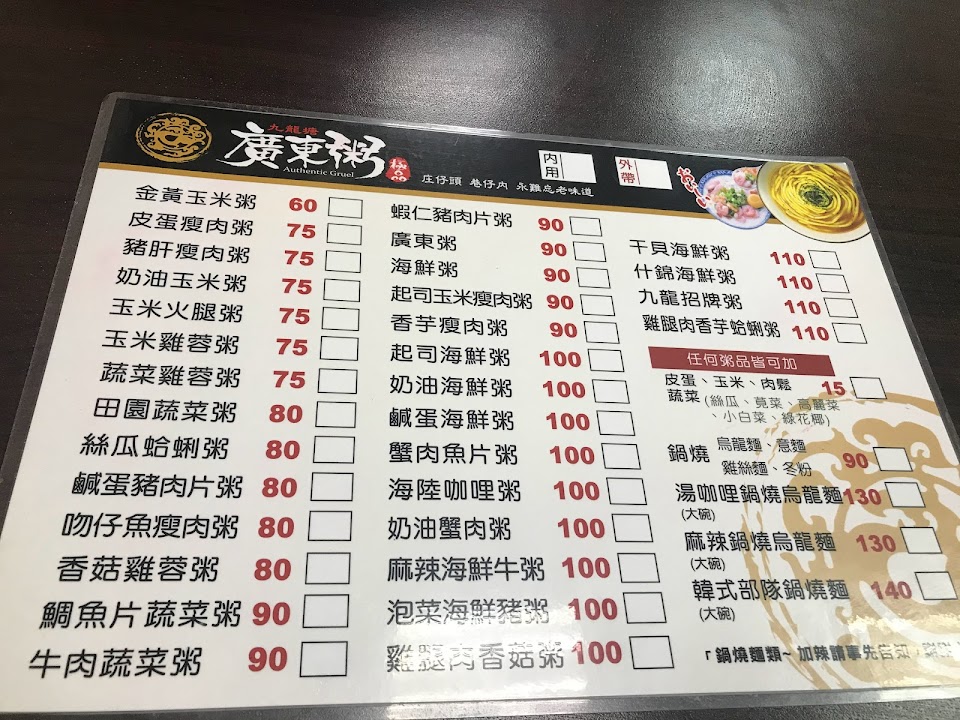 九龍塘
廣東粥
極品
Authentic Gruel
庄仔頭 巷仔內 永難忘老味道
內用
外帶
金黃玉米粥 60
皮蛋瘦肉粥 75
豬肝瘦肉粥 75
奶油玉米粥 75
玉米火腿粥 75
玉米雞蓉粥 75
蔬菜雞蓉粥 75
田園蔬菜粥 80
絲瓜蛤蜊粥 80
鹹蛋豬肉片粥 80
吻仔魚瘦肉粥 80
香菇雞蓉粥 80
鯛魚片蔬菜粥 90
牛肉蔬菜粥 90
蝦仁豬肉片粥 90
廣東粥 90
海鮮粥 90
起司玉米瘦肉粥 90
香芋瘦肉粥 90
起司海鮮粥 100
奶油海鮮粥 100
鹹蛋海鮮粥 100
蟹肉魚片粥 100
海陸咖哩粥 100
奶油蟹肉粥 100
麻辣海鮮牛粥 100
泡菜海鮮豬粥 100
雞腿肉香菇粥 100
干貝海鮮粥 110
什錦海鮮粥 110
九龍招牌粥 110
雞腿肉香芋蛤蜊粥 110
任何粥品皆可加
皮蛋、玉米、肉鬆 15
蔬菜(絲瓜、莧菜、高麗菜
、小白菜、綠花椰)
鍋燒 烏龍麵、意麵 90
雞絲麵、冬粉
湯咖哩鍋燒烏龍麵 130
(大碗)
麻辣鍋燒烏龍麵 130
(大碗)
韓式部隊鍋燒麵 140
(大碗)
「鍋燒麵類~ 加辣請事先告知